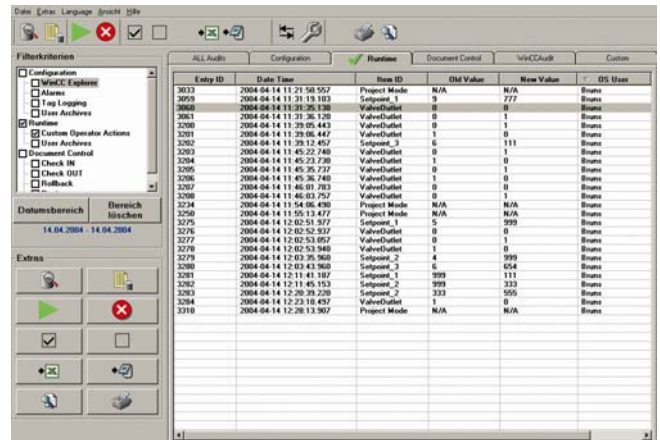 Datei Extras Language Ansicht Hilfe
Filterkriterien
Configuration
WinCC Explorer
Alarms
Tag Logging
User Archives
Runtime
Custom Operator Actions
User Archives
Document Control
Check IN
Check OUT
Rollback
Datumsbereich
Bereich löschen
14.04.2004 - 14.04.2004
Extras
ALL Audits Configuration Runtime Document Control WinCCAudit Custom
Entry ID Date Time Item ID Old Value New Value OS User
3033 2004-04-14 11:21:50.557 Project Mode N/A N/A Bruns
3059 2004-04-14 11:31:19.103 Setpoint_1 9 777 Bruns
3060 2004-04-14 11:31:35.130 ValveOutlet 0 0 Bruns
3061 2004-04-14 11:31:36.120 ValveOutlet 0 1 Bruns
3200 2004-04-14 11:39:05.443 ValveOutlet 0 1 Bruns
3201 2004-04-14 11:39:06.447 ValveOutlet 1 0 Bruns
3202 2004-04-14 11:39:12.457 Setpoint_3 6 111 Bruns
3203 2004-04-14 11:45:22.740 ValveOutlet 0 1 Bruns
3204 2004-04-14 11:45:23.730 ValveOutlet 1 0 Bruns
3205 2004-04-14 11:45:35.737 ValveOutlet 0 1 Bruns
3206 2004-04-14 11:45:36.740 ValveOutlet 1 0 Bruns
3207 2004-04-14 11:46:01.783 ValveOutlet 0 0 Bruns
3208 2004-04-14 11:46:03.757 ValveOutlet 0 1 Bruns
3234 2004-04-14 11:54:06.490 Project Mode N/A N/A Bruns
3250 2004-04-14 11:55:13.477 Project Mode N/A N/A Bruns
3275 2004-04-14 12:02:51.977 Setpoint_1 5 999 Bruns
3276 2004-04-14 12:02:52.937 ValveOutlet 0 0 Bruns
3277 2004-04-14 12:02:53.057 ValveOutlet 0 1 Bruns
3278 2004-04-14 12:02:53.940 ValveOutlet 1 0 Bruns
3279 2004-04-14 12:03:35.960 Setpoint_2 4 999 Bruns
3280 2004-04-14 12:03:43.960 Setpoint_3 6 654 Bruns
3281 2004-04-14 12:11:41.107 Setpoint_1 999 111 Bruns
3282 2004-04-14 12:11:45.153 Setpoint_2 999 333 Bruns
3283 2004-04-14 12:20:39.220 Setpoint_2 333 555 Bruns
3284 2004-04-14 12:23:10.497 ValveOutlet 1 0 Bruns
3310 2004-04-14 12:28:13.907 Project Mode N/A N/A Bruns